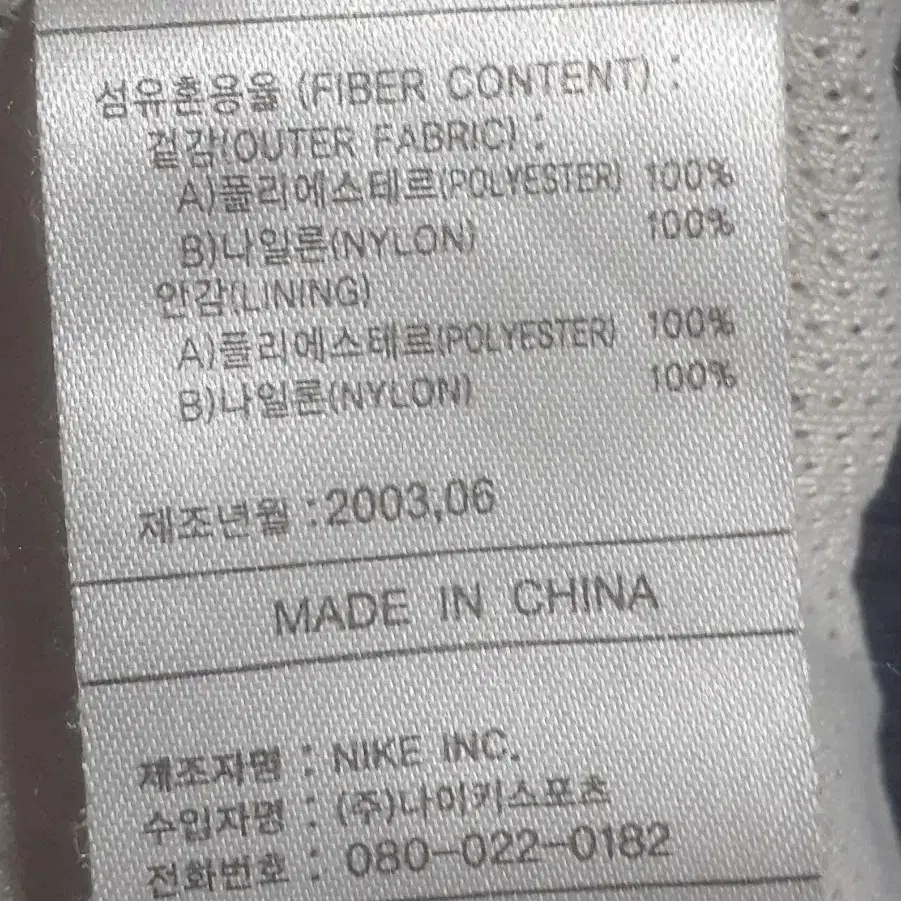 섬유혼용율 (FIBER CONTENT) :
겉감(OUTER FABRIC) :
A)폴리에스테르(POLYESTER) 100%
B)나일론(NYLON) 100%
안감(LINING)
A)폴리에스테르(POLYESTER) 100%
B)나일론(NYLON) 100%
제조년월 :2003,06
MADE IN CHINA
제조자명 : NIKE INC.
수입자명 : (주)나이키스포츠
전화번호 : 080-022-0182